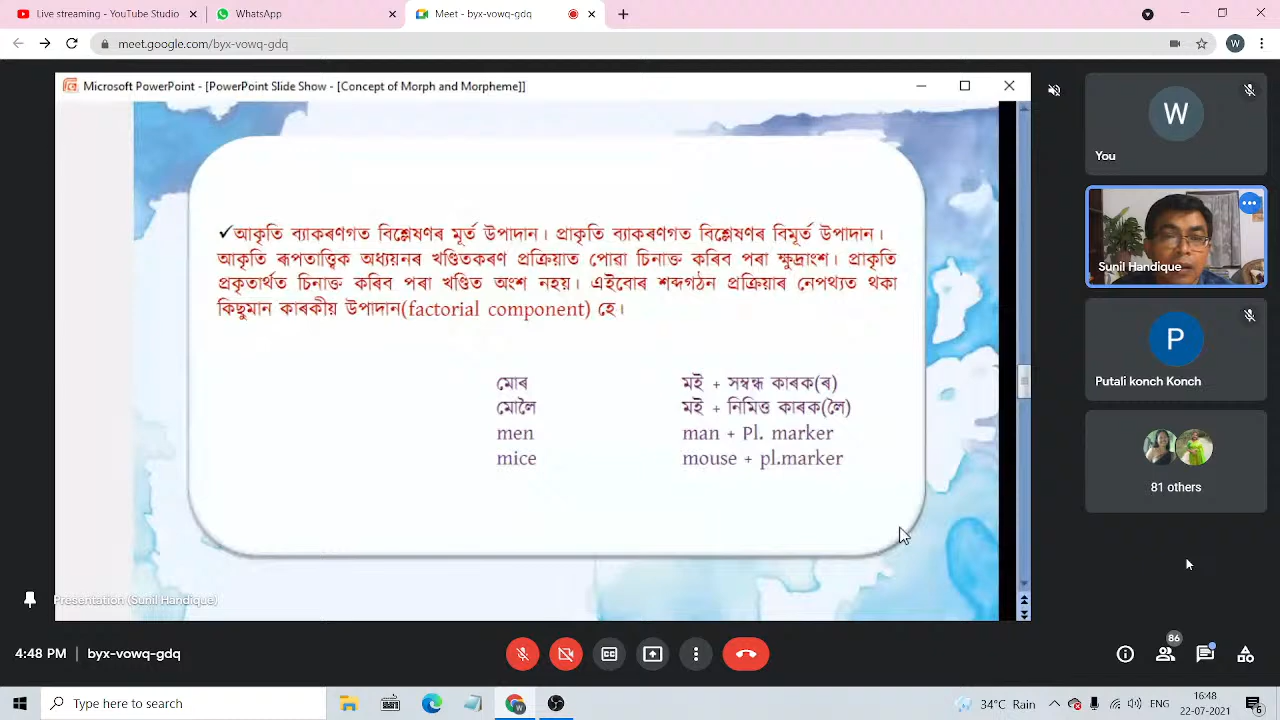 Live streaming - YouTube Studio
WhatsApp
Meet - byx-vowq-gdq
meet.google.com/byx-vowq-gdq
W
Microsoft PowerPoint - [PowerPoint Slide Show - [Concept of Morph and Morpheme]]
✓আকৃতি ব্যাকৰণগত বিশ্লেষণৰ মূৰ্ত উপাদান। প্ৰাকৃতি ব্যাকৰণগত বিশ্লেষণৰ বিমূৰ্ত উপাদান।
আকৃতি ৰূপতাত্ত্বিক অধ্যয়নৰ খণ্ডিতকৰণ প্ৰক্ৰিয়াত পোৱা চিনাক্ত কৰিব পৰা ক্ষুদ্ৰাংশ। প্ৰাকৃতি
প্ৰকৃতাৰ্থত চিনাক্ত কৰিব পৰা খণ্ডিত অংশ নহয়। এইবোৰ শব্দগঠন প্ৰক্ৰিয়াৰ নেপথ্যত থকা
কিছুমান কাৰকীয় উপাদান(factorial component) হে।
মোৰ মই + সম্বন্ধ কাৰক(ৰ)
মোলৈ মই + নিমিত্ত কাৰক(লৈ)
men man + Pl. marker
mice mouse + pl.marker
Presentation (Sunil Handique)
W
You
Sunil Handique
P
Putali konch Konch
81 others
4:48 PM | byx-vowq-gdq
86
Type here to search
34°C Rain
ENG
16:48
22-07-2021
6